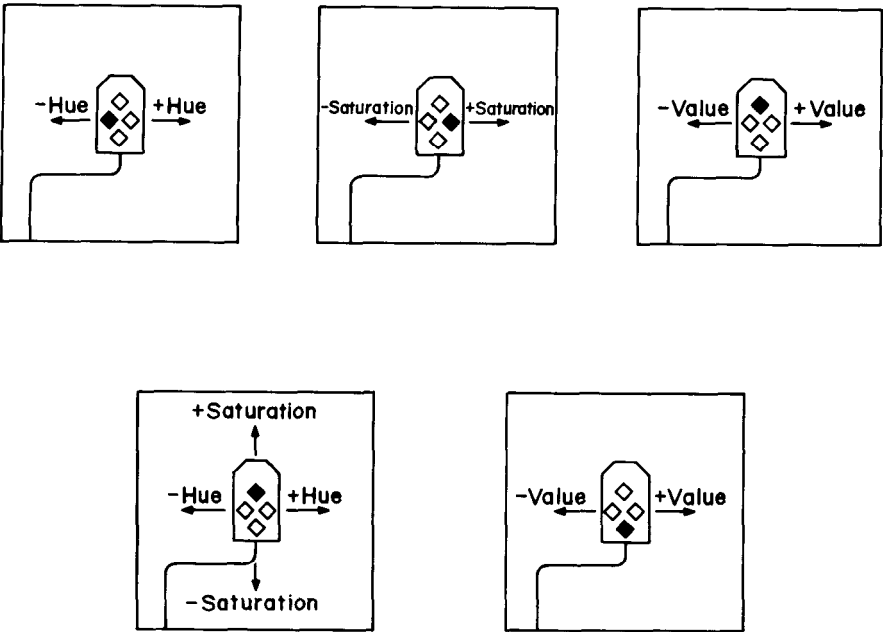 -Hue +Hue
-Saturation +Saturation
-Value +Value
+Saturation
-Hue +Hue
-Saturation
-Value +Value